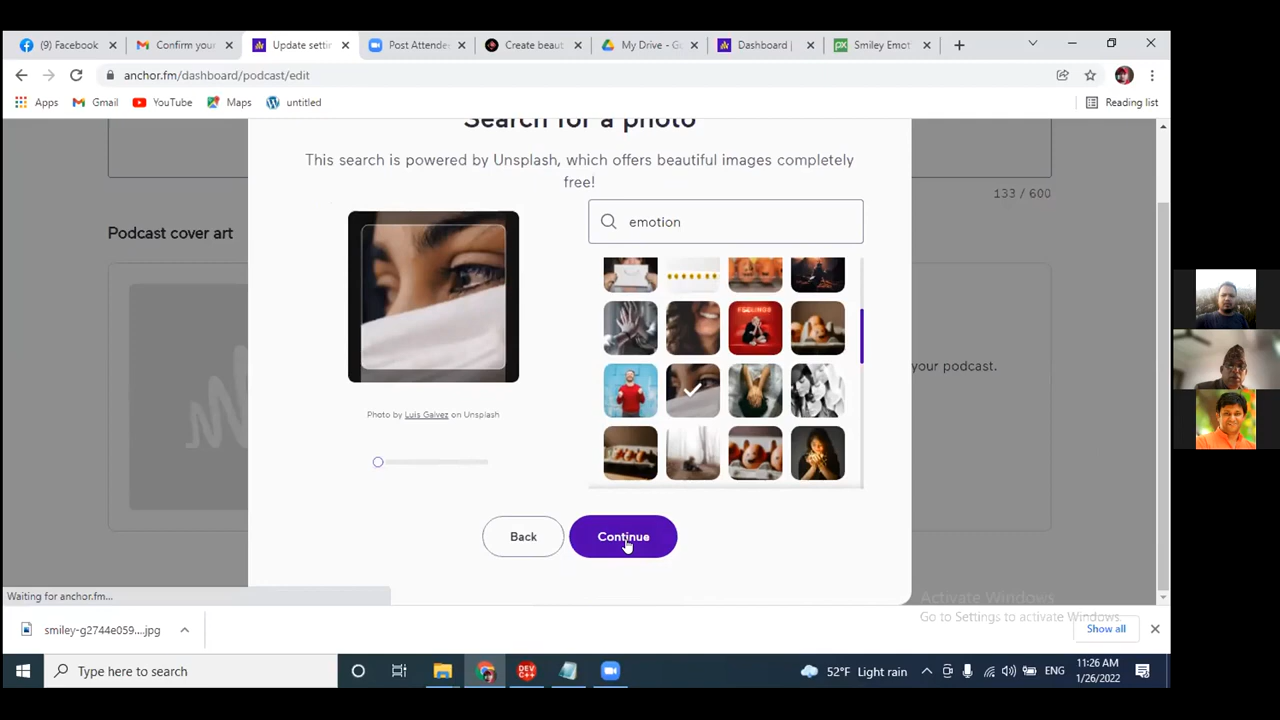 (9) Facebook
Confirm your
Update setti
Post Attende
Create beaut
My Drive - G
Dashboard |
Smiley Emot
anchor.fm/dashboard/podcast/edit
Apps
Gmail
YouTube
Maps
untitled
Reading list
Search for a photo
This search is powered by Unsplash, which offers beautiful images completely
free!
133 / 600
emotion
Podcast cover art
FEELINGS
your podcast.
Photo by Luis Galvez on Unsplash
Back
Continue
Waiting for anchor.fm...
Activate Windows
Go to Settings to activate Windows.
smiley-g2744e059....jpg
Show all
Type here to search
DEV
C++
52°F Light rain
ENG
11:26 AM
1/26/2022